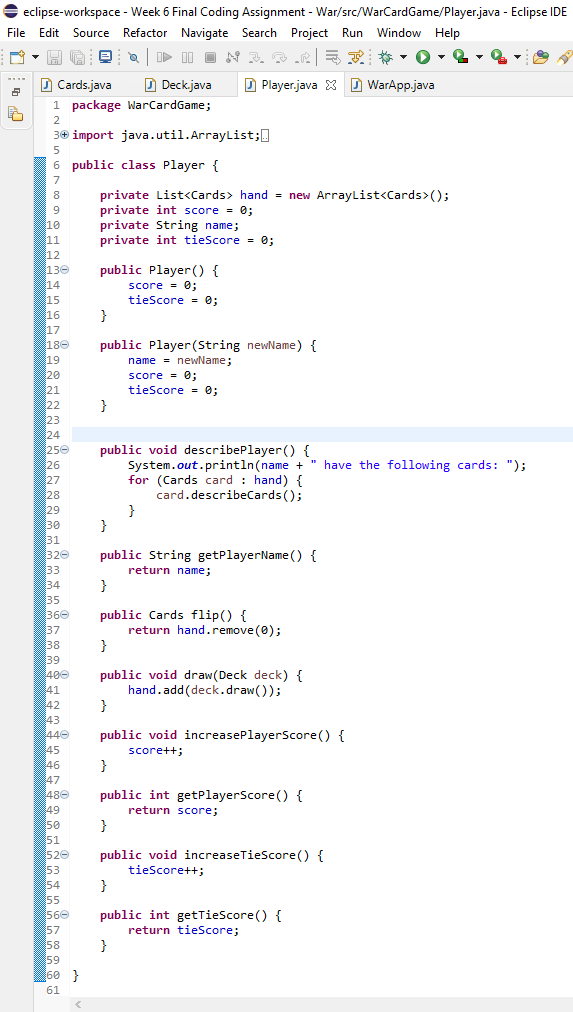 eclipse-workspace - Week 6 Final Coding Assignment - War/src/WarCardGame/Player.java - Eclipse IDE
File Edit Source Refactor Navigate Search Project Run Window Help
Cards.java Deck.java Player.java WarApp.java
1 package WarCardGame;
2
3 import java.util.ArrayList;
5
6 public class Player {
7
8 private List<Cards> hand = new ArrayList<Cards>();
9 private int score = 0;
10 private String name;
11 private int tieScore = 0;
12
13 public Player() {
14 score = 0;
15 tieScore = 0;
16 }
17
18 public Player(String newName) {
19 name = newName;
20 score = 0;
21 tieScore = 0;
22 }
23
24
25 public void describePlayer() {
26 System.out.println(name + " have the following cards: ");
27 for (Cards card : hand) {
28 card.describeCards();
29 }
30 }
31
32 public String getPlayerName() {
33 return name;
34 }
35
36 public Cards flip() {
37 return hand.remove(0);
38 }
39
40 public void draw(Deck deck) {
41 hand.add(deck.draw());
42 }
43
44 public void increasePlayerScore() {
45 score++;
46 }
47
48 public int getPlayerScore() {
49 return score;
50 }
51
52 public void increaseTieScore() {
53 tieScore++;
54 }
55
56 public int getTieScore() {
57 return tieScore;
58 }
59
60 }
61